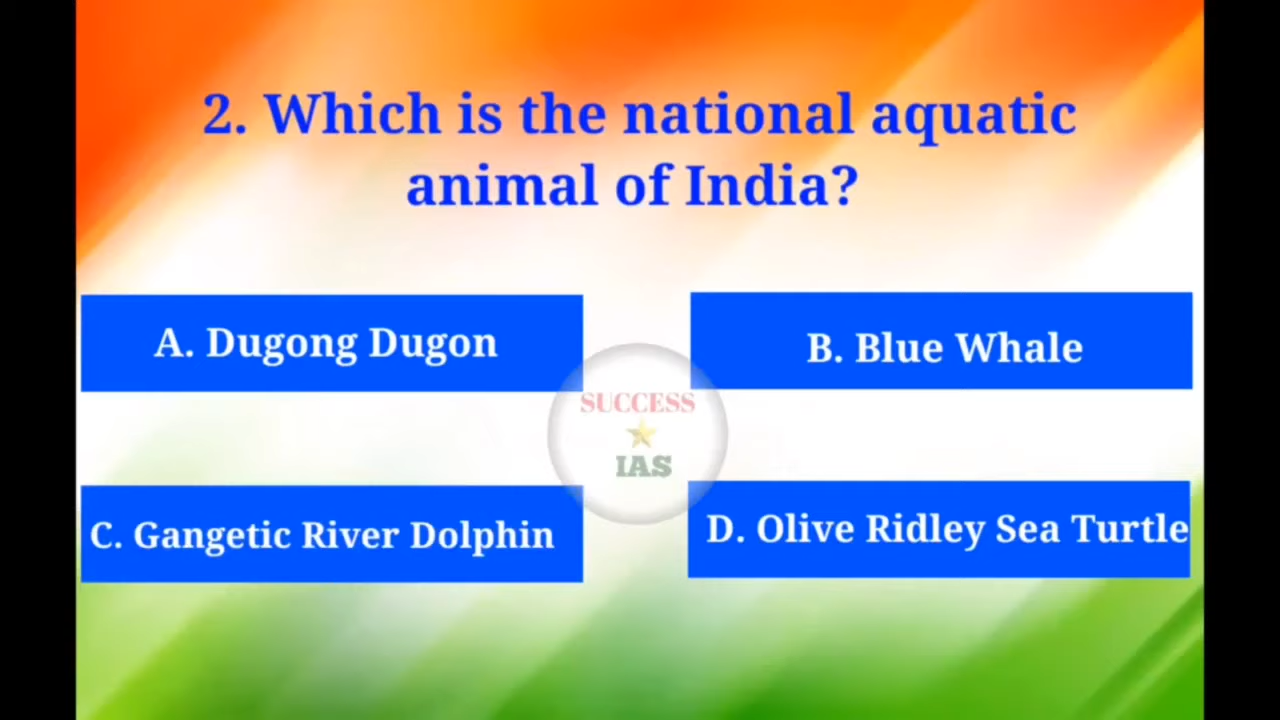 2. Which is the national aquatic
animal of India?
A. Dugong Dugon
B. Blue Whale
SUCCESS
IAS
C. Gangetic River Dolphin
D. Olive Ridley Sea Turtle